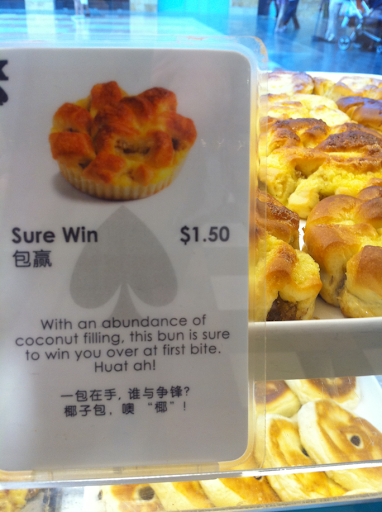 Sure Win $1.50
包赢
With an abundance of
coconut filling, this bun is sure
to win you over at first bite.
Huat ah!
一包在手，谁与争锋?
椰子包，噢 “椰”!